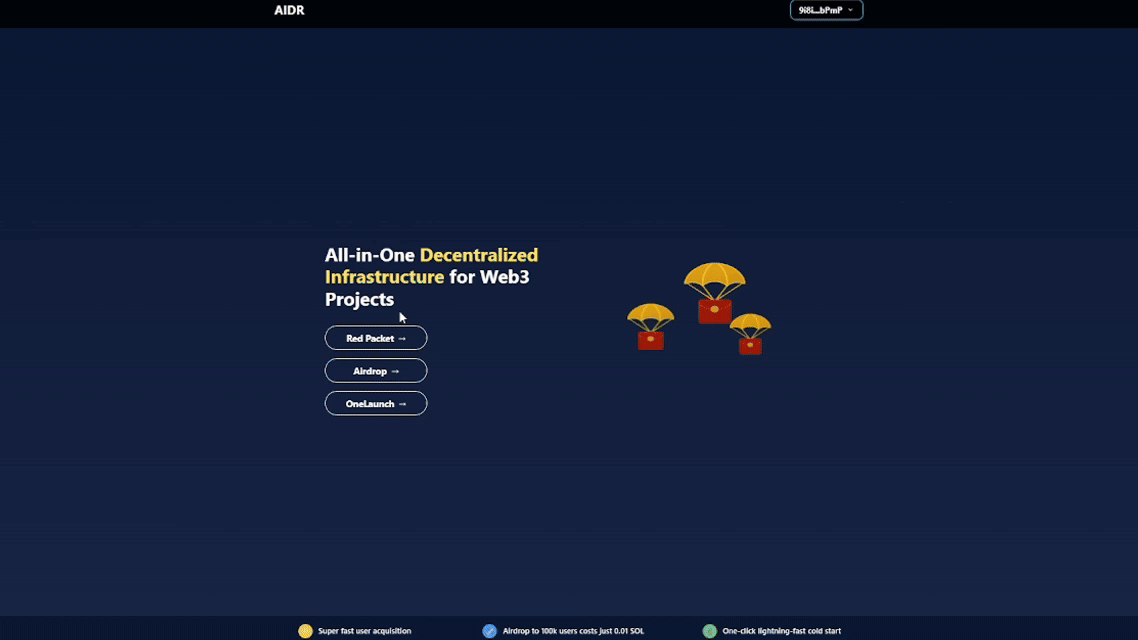 AIDR
9i8i...bPmP
All-in-One Decentralized
Infrastructure for Web3
Projects
Red Packet →
Airdrop →
OneLaunch →
Super fast user acquisition
Airdrop to 100k users costs just 0.01 SOL
One-click lightning-fast cold start